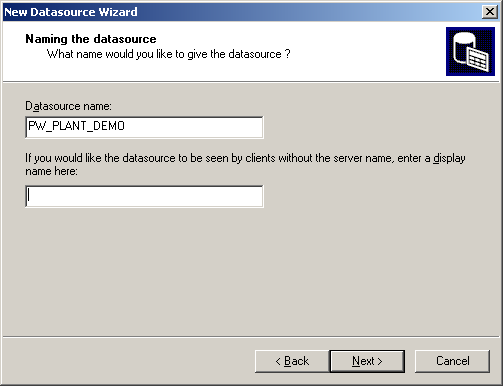 New Datasource Wizard
Naming the datasource
What name would you like to give the datasource ?
Datasource name:
PW_PLANT_DEMO
If you would like the datasource to be seen by clients without the server name, enter a display
name here:
< Back
Next >
Cancel